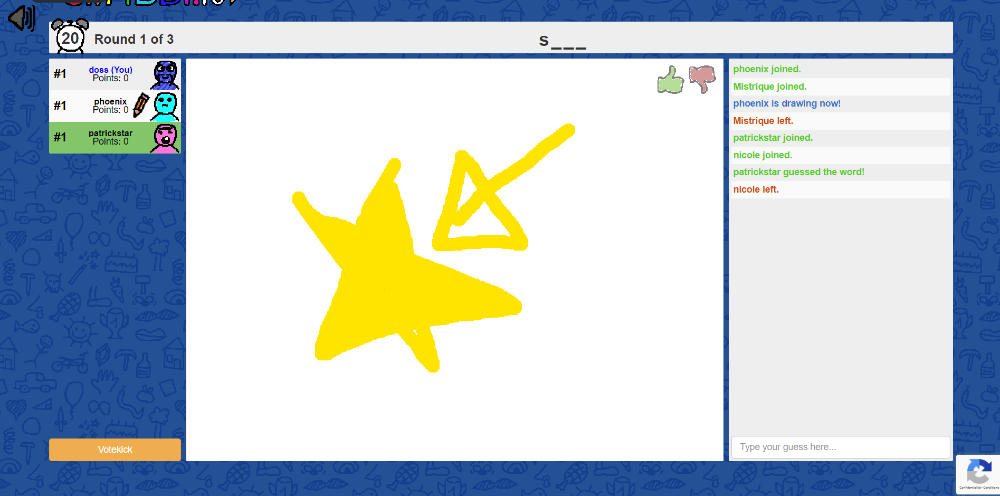 20
Round 1 of 3
s___
#1
doss (You)
Points: 0
#1
phoenix
Points: 0
#1
patrickstar
Points: 0
phoenix joined.
Mistrique joined.
phoenix is drawing now!
Mistrique left.
patrickstar joined.
nicole joined.
patrickstar guessed the word!
nicole left.
Votekick
Type your guess here...
Confidentialité - Conditions